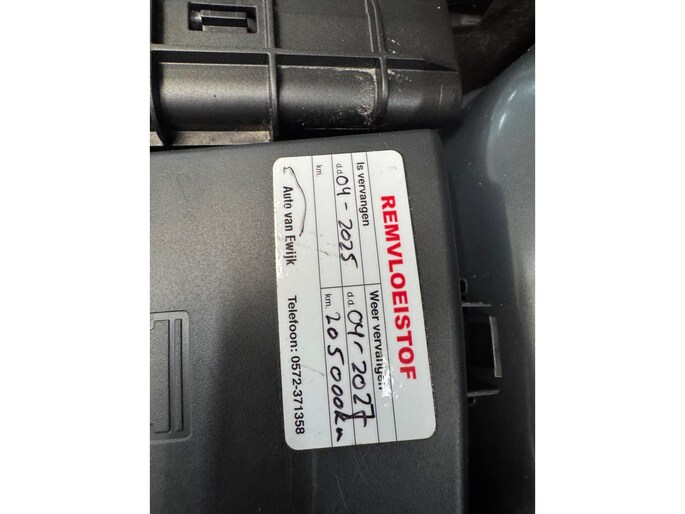 REMVLOEISTOF
Is vervangen Weer vervangen
d.d. 04-2025 d.d. 04-2027
km. km. 205000km
Auto van Ewijk Telefoon: 0572-371358